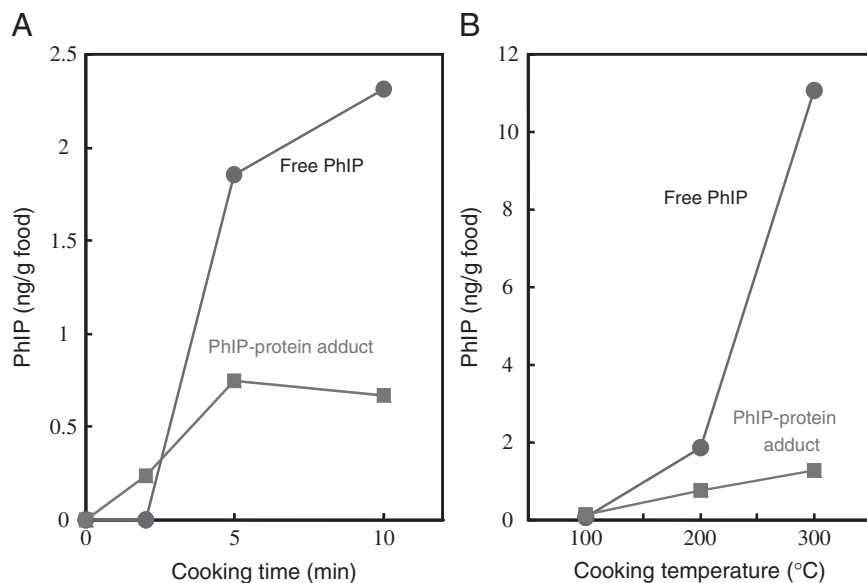 A
2.5
2
1.5
1
0.5
0
PhIP (ng/g food)
Free PhIP
PhIP-protein adduct
0
5
10
Cooking time (min)
B
12
10
8
6
4
2
0
PhIP (ng/g food)
Free PhIP
PhIP-protein
adduct
100
200
300
Cooking temperature (°C)